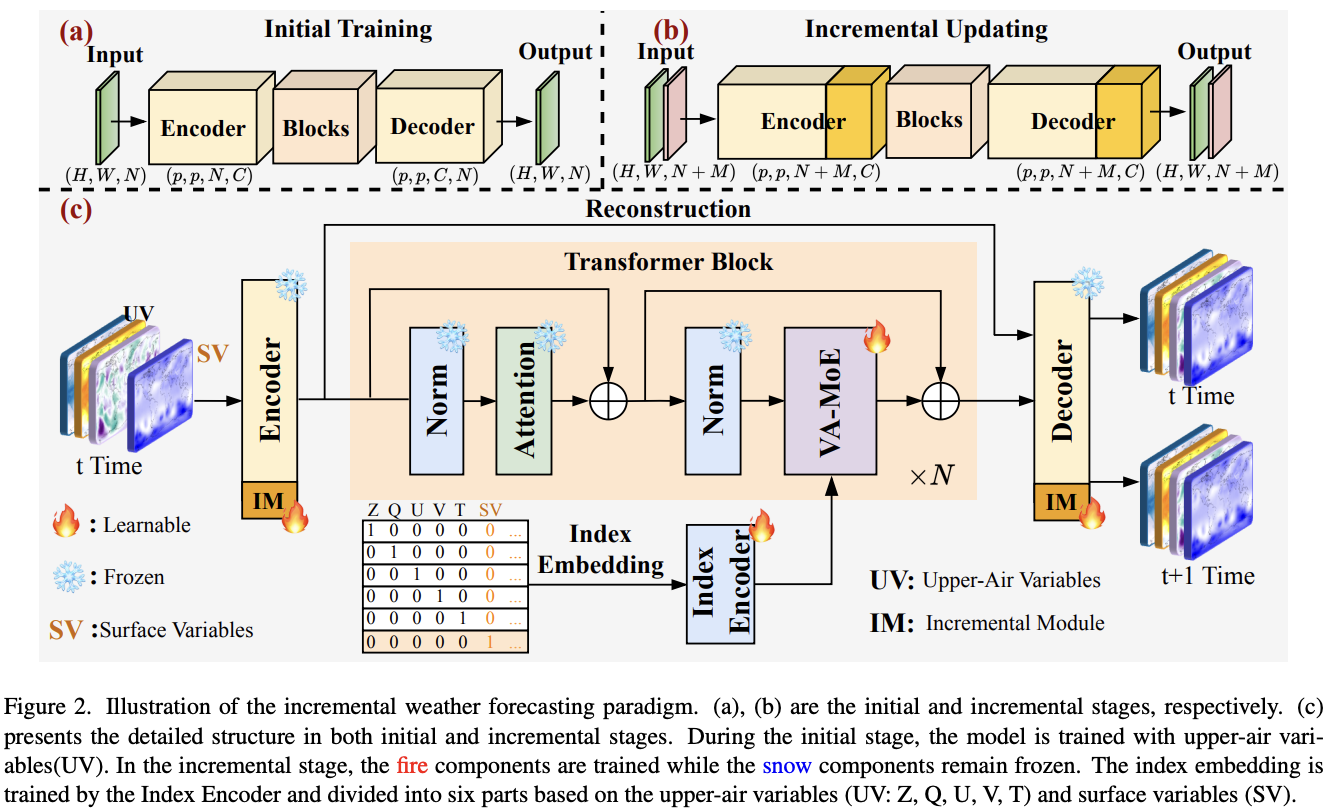 (a)
Initial Training
Input
Output
Encoder
Blocks
Decoder
(H, W, N)
(p, p, N, C)
(p, p, C, N)
(H, W, N)
(b)
Incremental Updating
Input
Output
Encoder
Blocks
Decoder
(H, W, N + M)
(p, p, N + M, C)
(p, p, N + M, C)
(H, W, N + M)
(c)
Reconstruction
Transformer Block
UV
SV
t Time
Encoder
IM
Norm
Attention
Norm
VA-MoE
×N
Decoder
IM
t Time
t+1 Time
: Learnable
: Frozen
SV :Surface Variables
Z Q U V T SV
1 0 0 0 0 0 ...
0 1 0 0 0 0 ...
0 0 1 0 0 0 ...
0 0 0 1 0 0 ...
0 0 0 0 1 0 ...
0 0 0 0 0 1 ...
Index
Embedding
Index
Encoder
UV: Upper-Air Variables
IM: Incremental Module
Figure 2. Illustration of the incremental weather forecasting paradigm. (a), (b) are the initial and incremental stages, respectively. (c)
presents the detailed structure in both initial and incremental stages. During the initial stage, the model is trained with upper-air vari-
ables(UV). In the incremental stage, the fire components are trained while the snow components remain frozen. The index embedding is
trained by the Index Encoder and divided into six parts based on the upper-air variables (UV: Z, Q, U, V, T) and surface variables (SV).